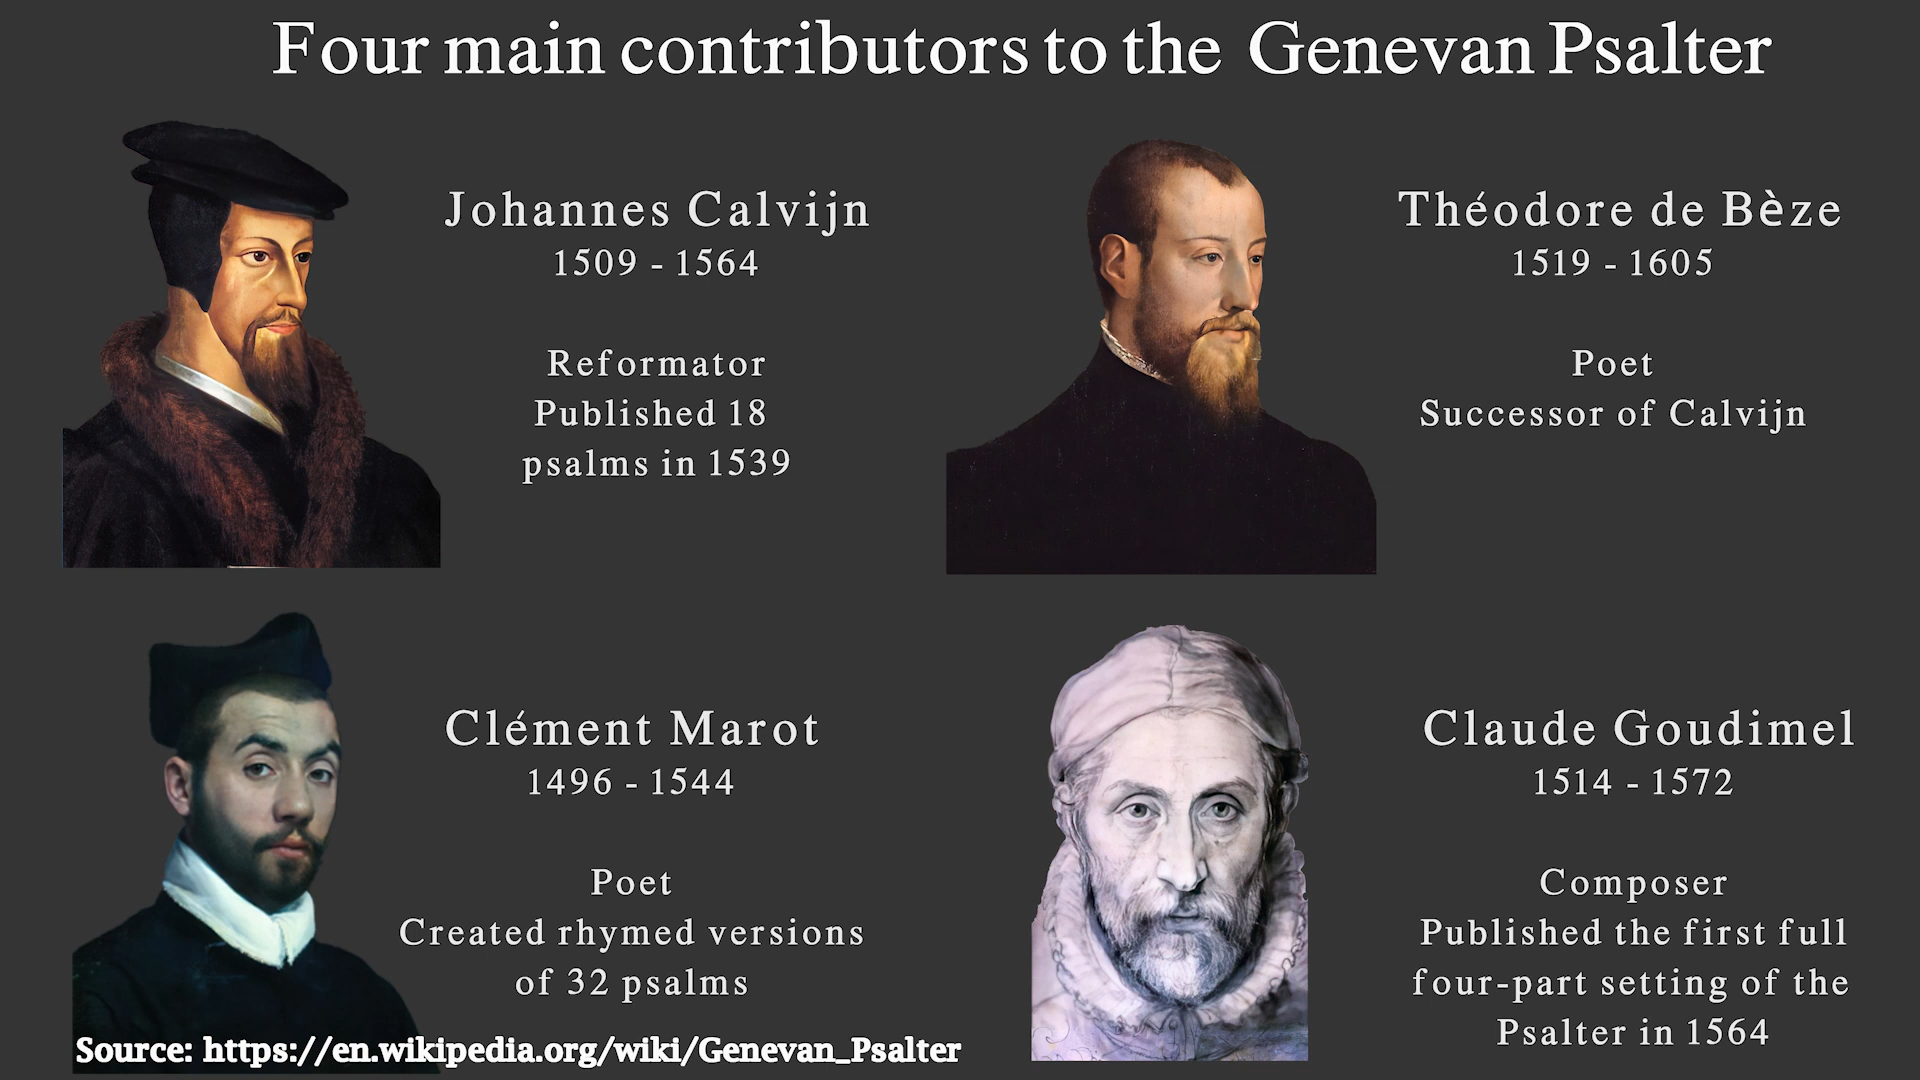 Four main contributors to the Genevan Psalter
Johannes Calvijn
1509 - 1564
Reformator
Published 18
psalms in 1539
Théodore de Bèze
1519 - 1605
Poet
Successor of Calvijn
Clément Marot
1496 - 1544
Poet
Created rhymed versions
of 32 psalms
Claude Goudimel
1514 - 1572
Composer
Published the first full
four-part setting of the
Psalter in 1564
Source: https://en.wikipedia.org/wiki/Genevan_Psalter